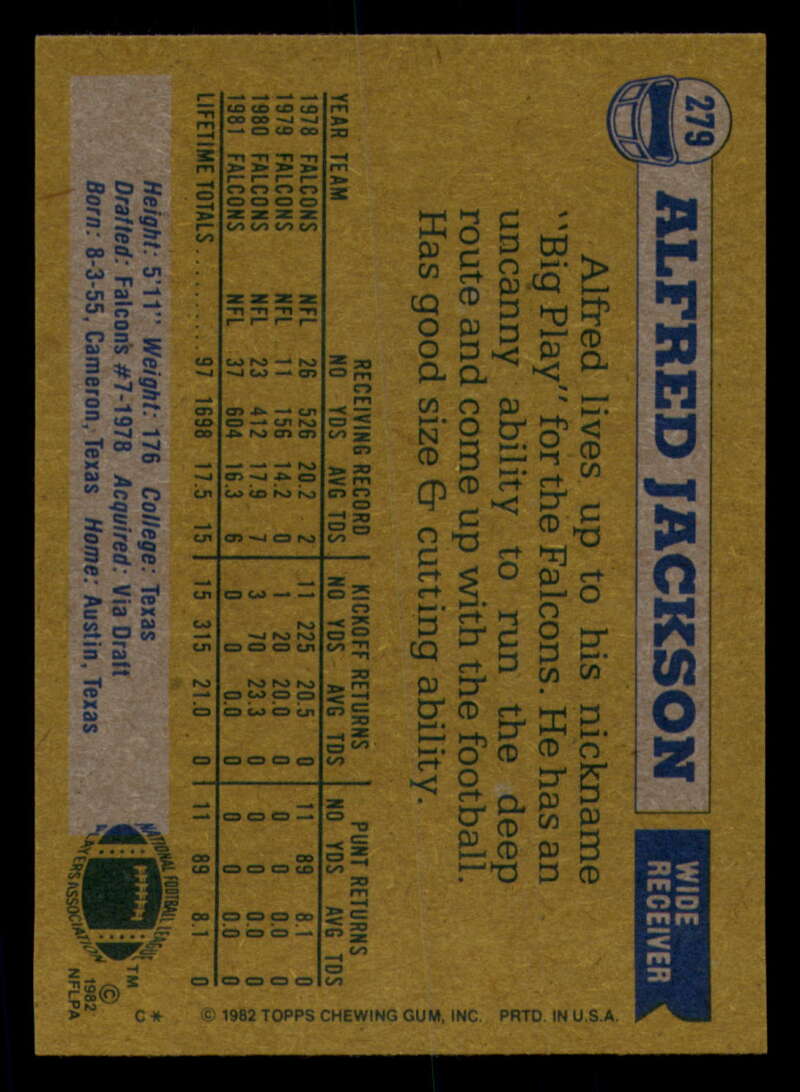 279
ALFRED JACKSON
WIDE
RECEIVER
Alfred lives up to his nickname
"Big Play" for the Falcons. He has an
uncanny ability to run the deep
route and come up with the football.
Has good size & cutting ability.
RECEIVING RECORD KICKOFF RETURNS PUNT RETURNS
YEAR TEAM NO YDS AVG TDS NO YDS AVG TDS NO YDS AVG TDS
1978 FALCONS NFL 26 526 20.2 2 11 225 20.5 0 11 89 8.1 0
1979 FALCONS NFL 11 156 14.2 0 1 20 20.0 0 0 0 0.0 0
1980 FALCONS NFL 23 412 17.9 7 3 70 23.3 0 0 0 0.0 0
1981 FALCONS NFL 37 604 16.3 6 0 0 0.0 0 0 0 0.0 0
LIFETIME TOTALS.......... 97 1698 17.5 15 15 315 21.0 0 11 89 8.1 0
Height: 5'11" Weight: 176 College: Texas
Drafted: Falcons #7-1978 Acquired: Via Draft
Born: 8-3-55, Cameron, Texas Home: Austin, Texas
NATIONAL FOOTBALL LEAGUE
PLAYERS ASSOCIATION
TM
©
1982
NFLPA
C*
© 1982 TOPPS CHEWING GUM, INC. PRTD. IN U.S.A.